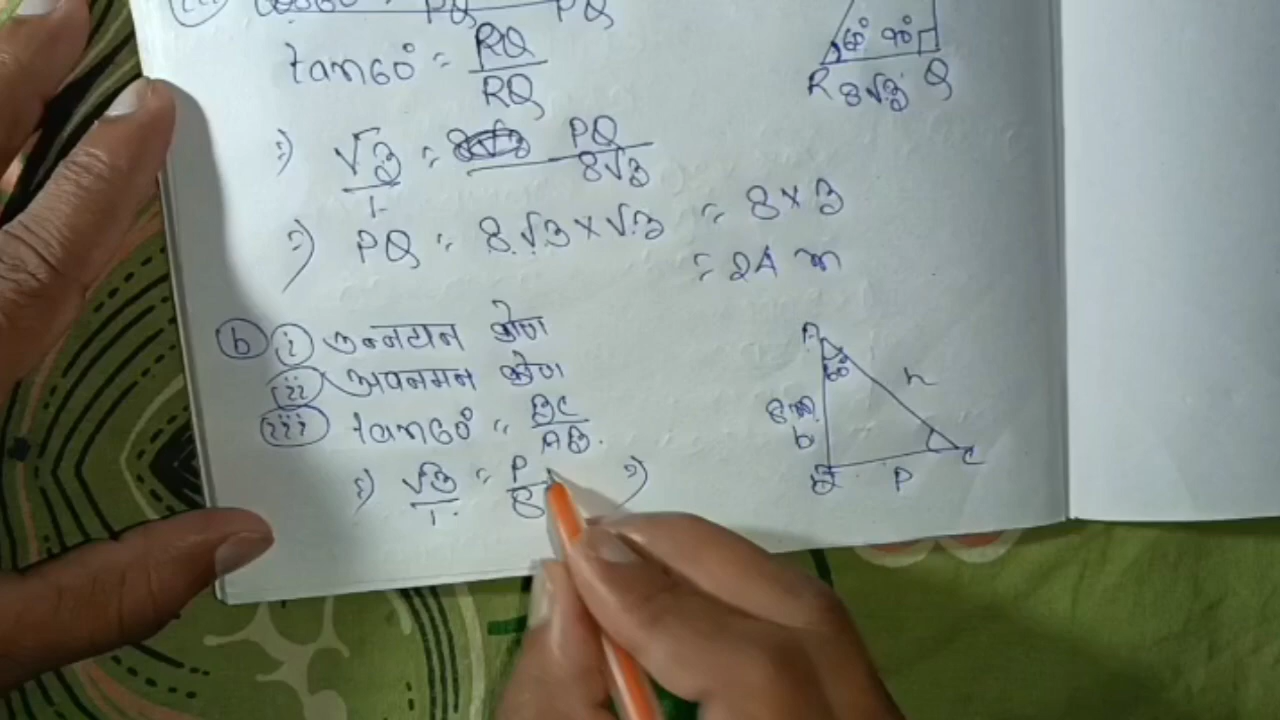 tan60° = RQ/RQ
60° 90°
R 8√3 Q
⇒) √3/1 = PQ/8√3
⇒) PQ = 8√3×√3 = 8×3
= 24 m
b i उन्नयन कोण
ii अवनमन कोण
iii tan60° = BC/AB
⇒) √3/1 = P/8 ⇒)
A
60°
h
8m
b
B P C